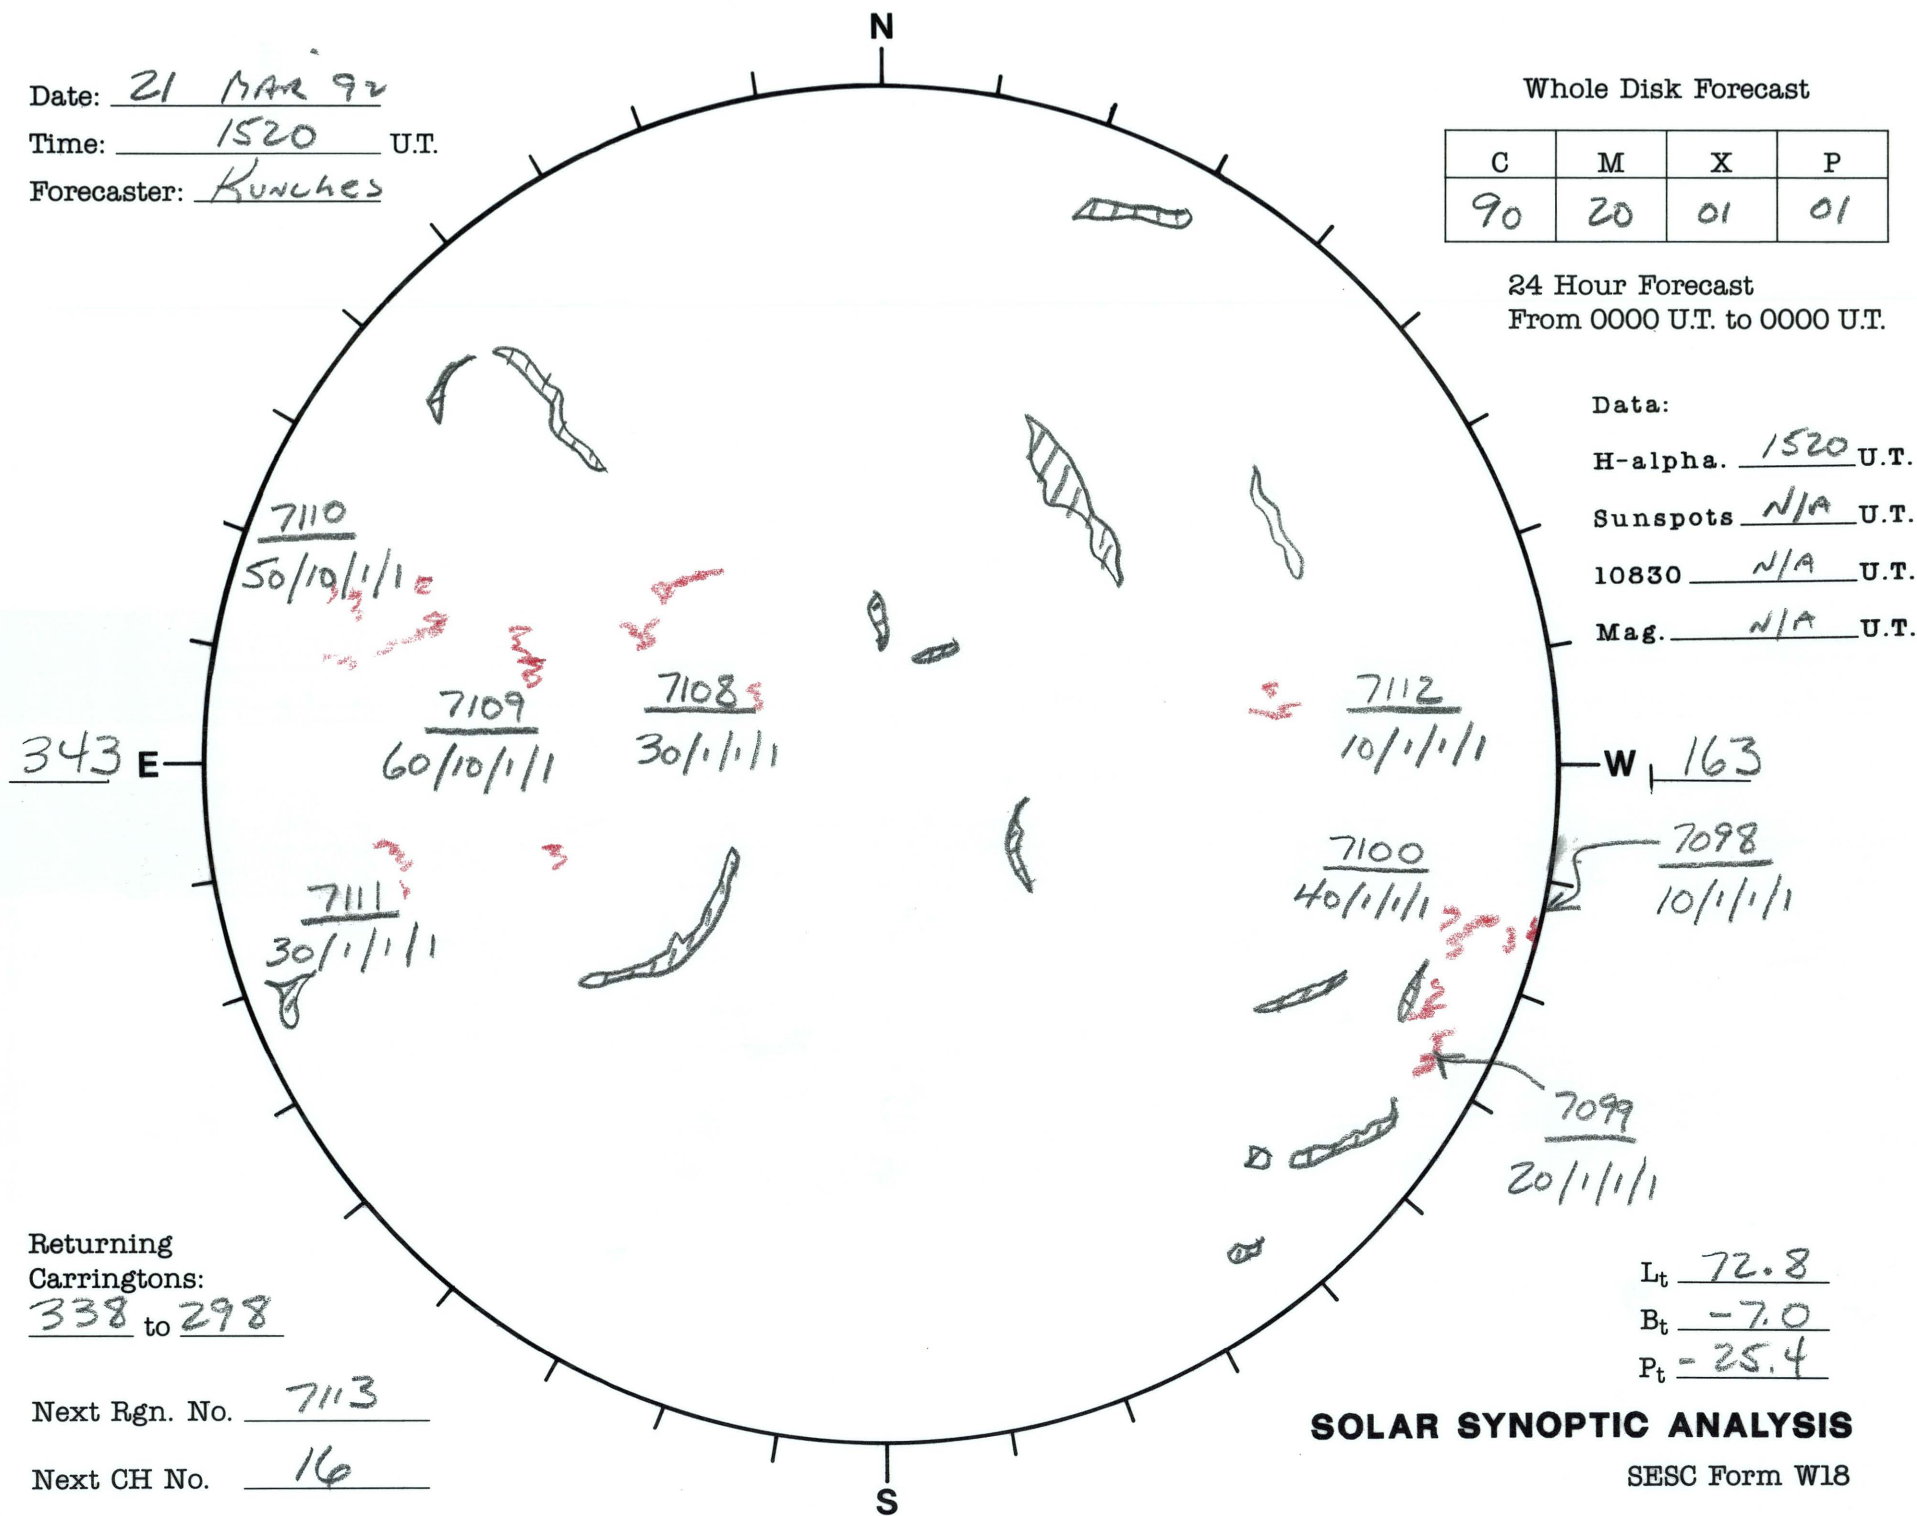 N
Date: 21 MAR 92
Time: 1520 U.T.
Forecaster: Kunches
Whole Disk Forecast
C M X P
90 20 01 01
24 Hour Forecast
From 0000 U.T. to 0000 U.T.
Data:
H-alpha. 1520 U.T.
Sunspots N/A U.T.
10830 N/A U.T.
Mag. N/A U.T.
7110
50/10/1/1
7109
60/10/1/1
7108
30/1/1/1
7112
10/1/1/1
343 E
W 163
7100
40/1/1/1
7098
10/1/1/1
7111
30/1/1/1
7099
20/1/1/1
Returning
Carringtons:
338 to 298
Next Rgn. No. 7113
Next CH No. 16
Lt 72.8
Bt -7.0
Pt -25.4
S
SOLAR SYNOPTIC ANALYSIS
SESC Form W18